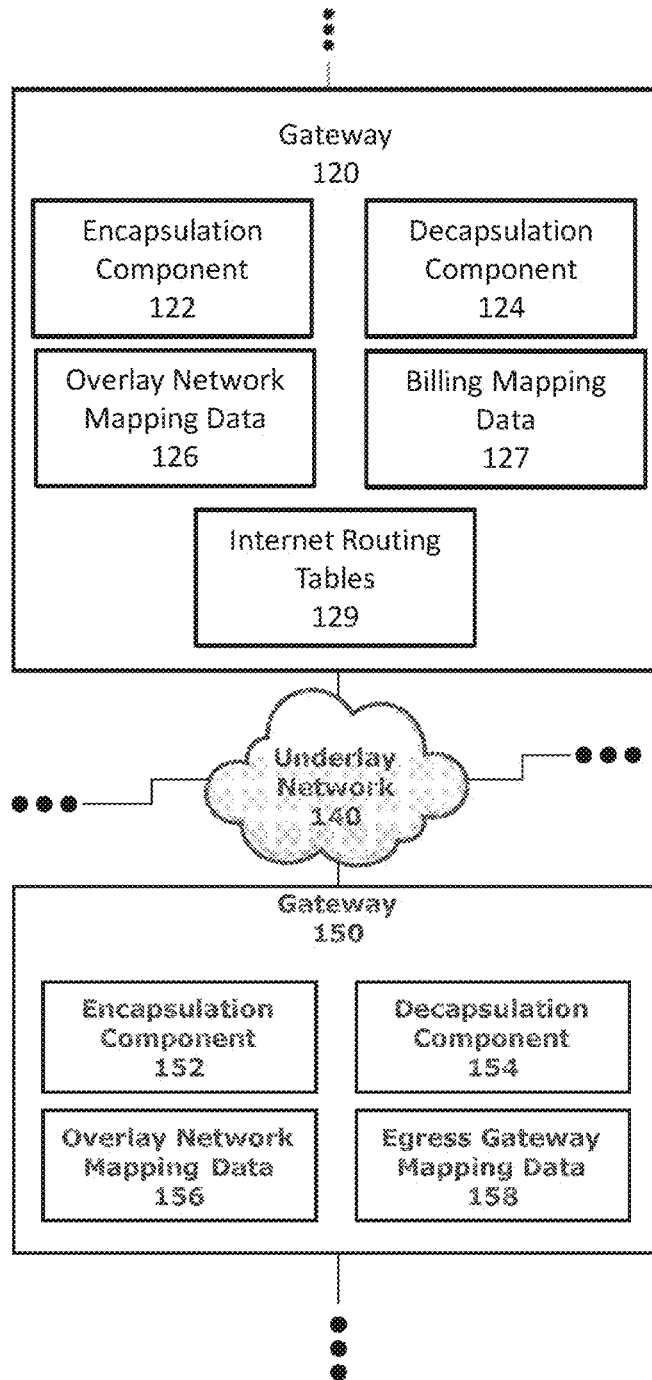 Gateway
120
Encapsulation
Component
122
Decapsulation
Component
124
Overlay Network
Mapping Data
126
Billing Mapping
Data
127
Internet Routing
Tables
129
Underlay
Network
140
Gateway
150
Encapsulation
Component
152
Decapsulation
Component
154
Overlay Network
Mapping Data
156
Egress Gateway
Mapping Data
158